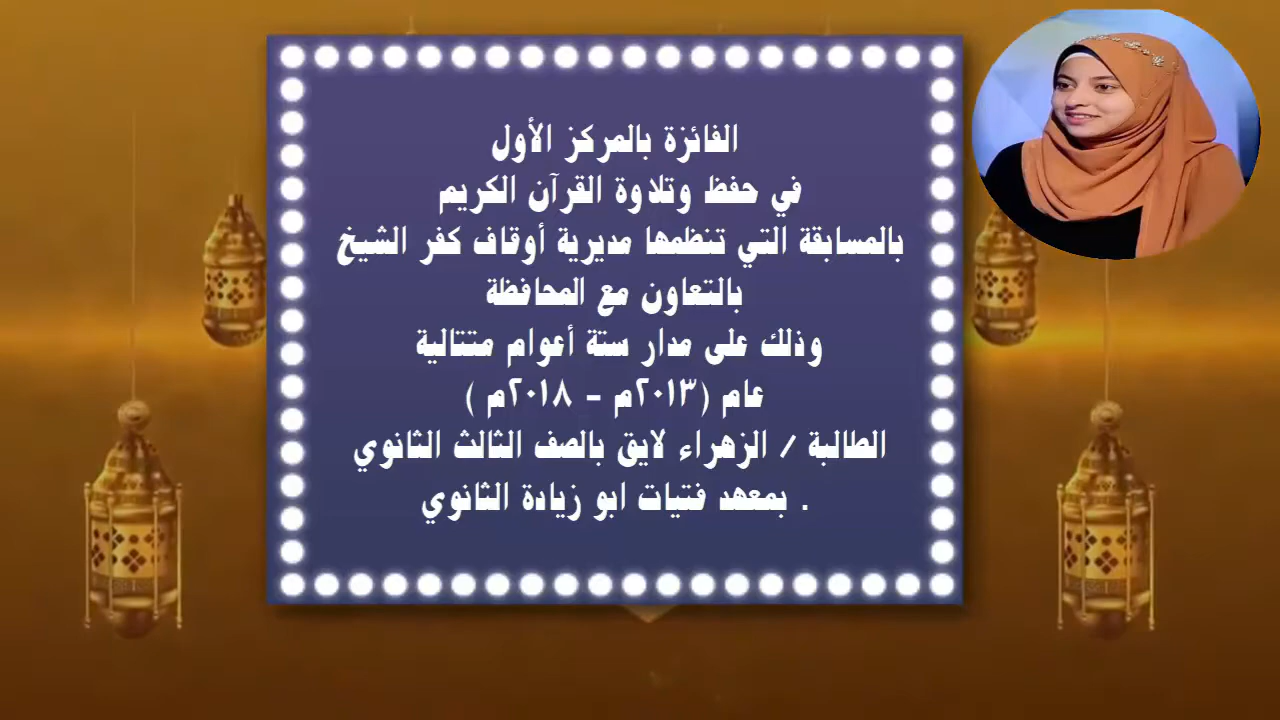 الفائزة بالمركز الأول
في حفظ وتلاوة القرآن الكريم
بالمسابقة التي تنظمها مديرية أوقاف كفر الشيخ
بالتعاون مع المحافظة
وذلك على مدار ستة أعوام متتالية
عام (٢٠١٣م - ٢٠١٨م )
الطالبة / الزهراء لايق بالصف الثالث الثانوي
بمعهد فتيات ابو زيادة الثانوي .